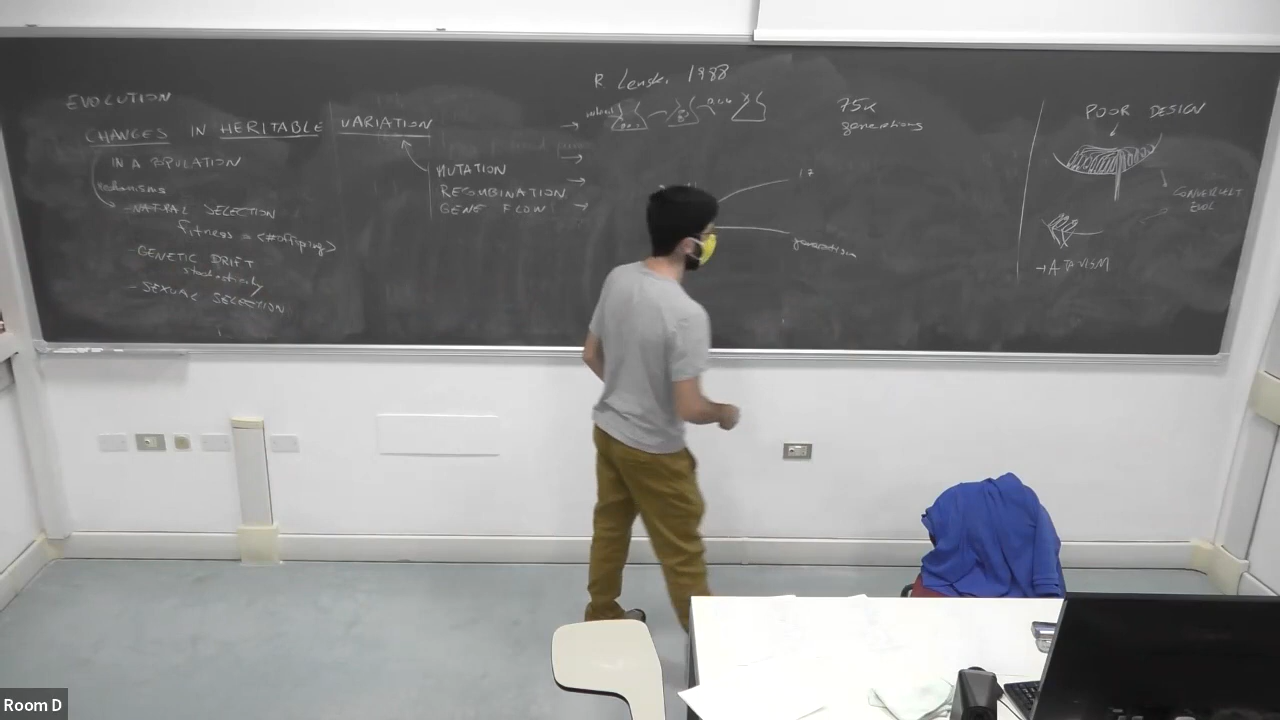 EVOLUTION
CHANGES IN HERITABLE VARIATION
IN A POPULATION
Mechanisms
- NATURAL SELECTION
fitness = <#offspring>
- GENETIC DRIFT
stochasticity
- SEXUAL SELECTION
MUTATION
RECOMBINATION
GENE FLOW
R. Lenski 1988
75k
generations
17
generations
POOR DESIGN
CONVERGENT
EVOL
→ ATAVISM
Room D